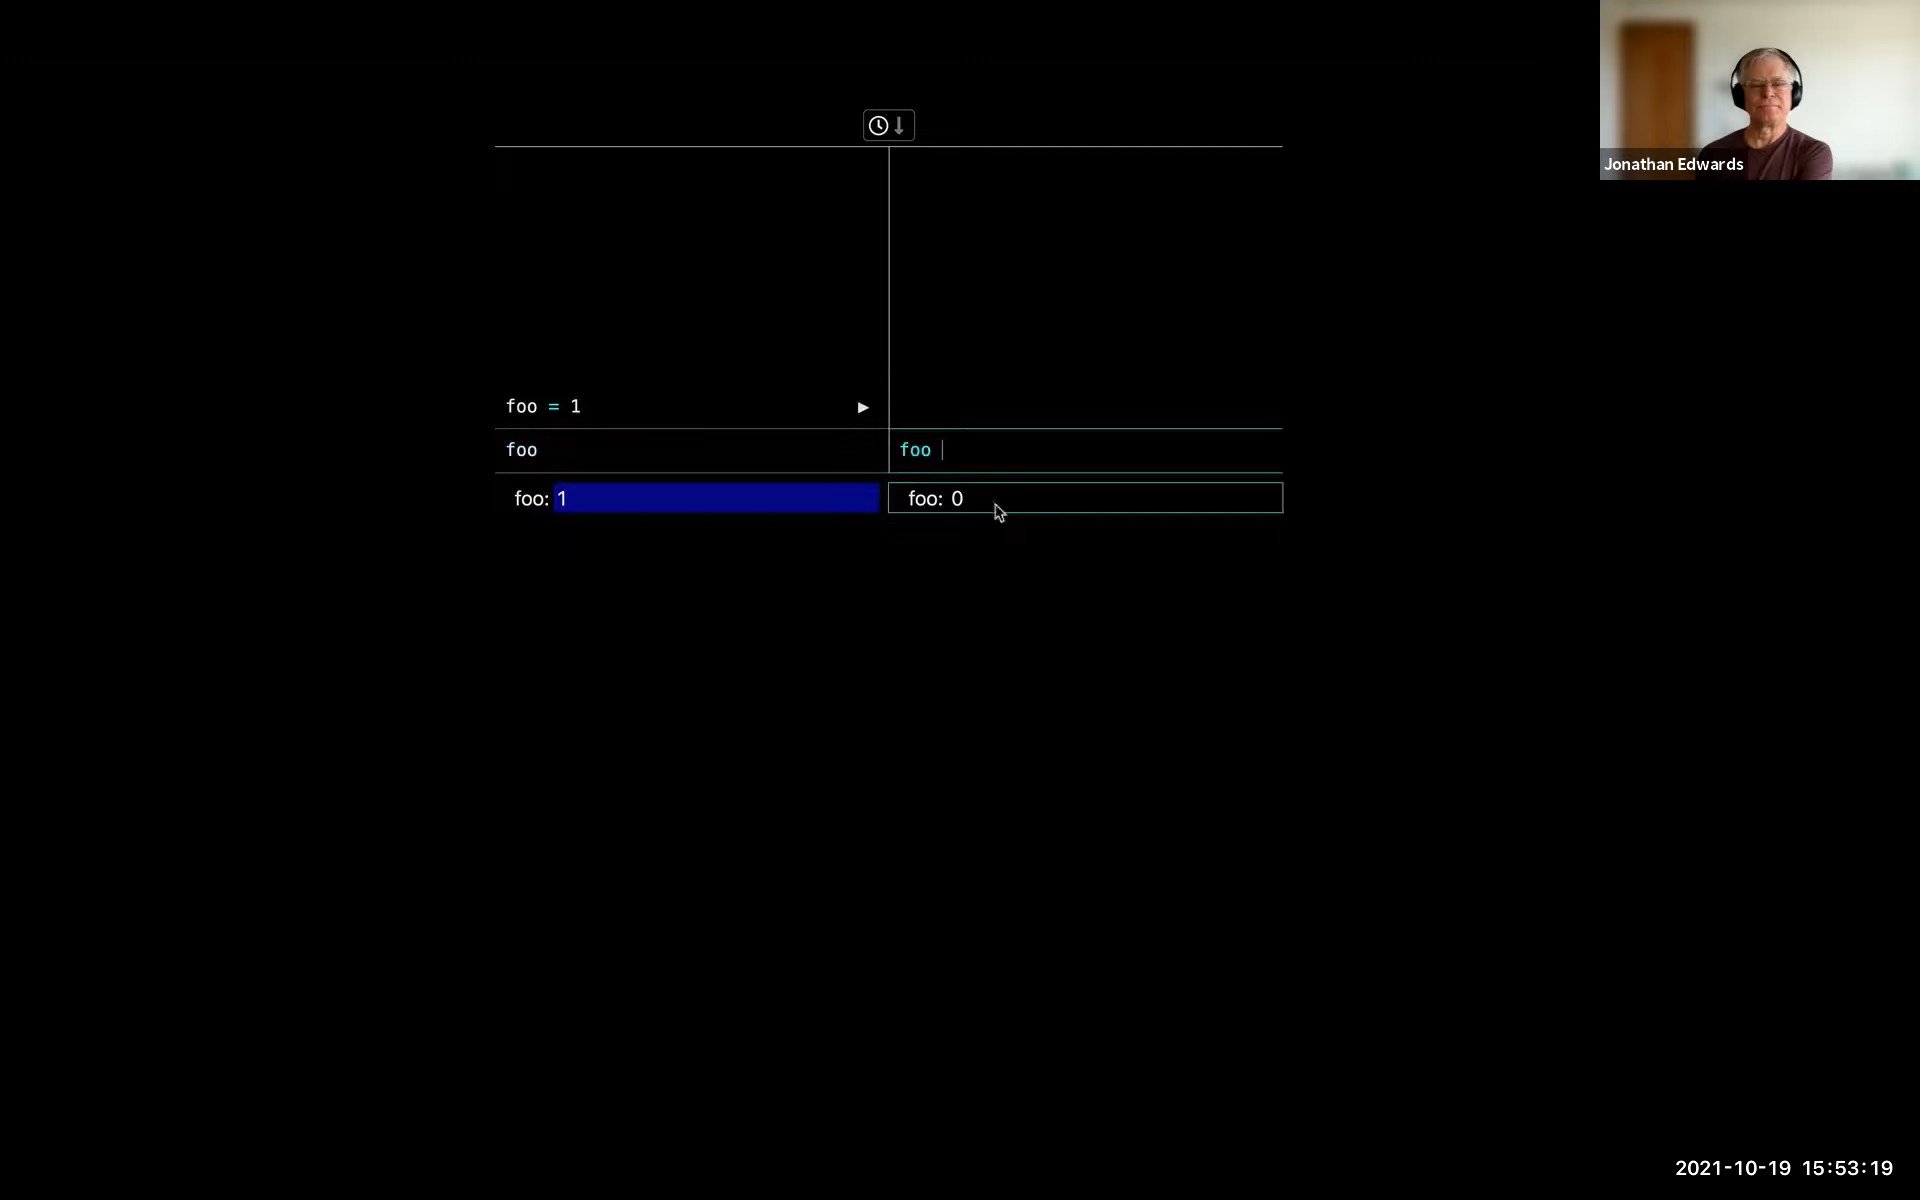 Jonathan Edwards
foo = 1
foo
foo
foo: 1
foo: 0
2021-10-19 15:53:19